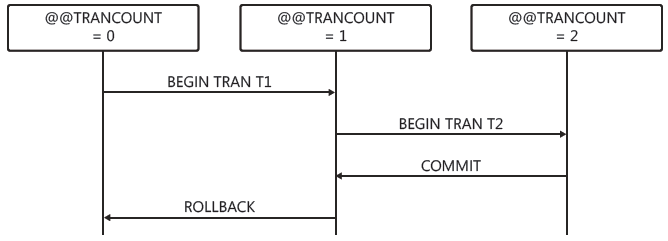 @@TRANCOUNT
= 0
@@TRANCOUNT
= 1
@@TRANCOUNT
= 2
BEGIN TRAN T1
BEGIN TRAN T2
COMMIT
ROLLBACK